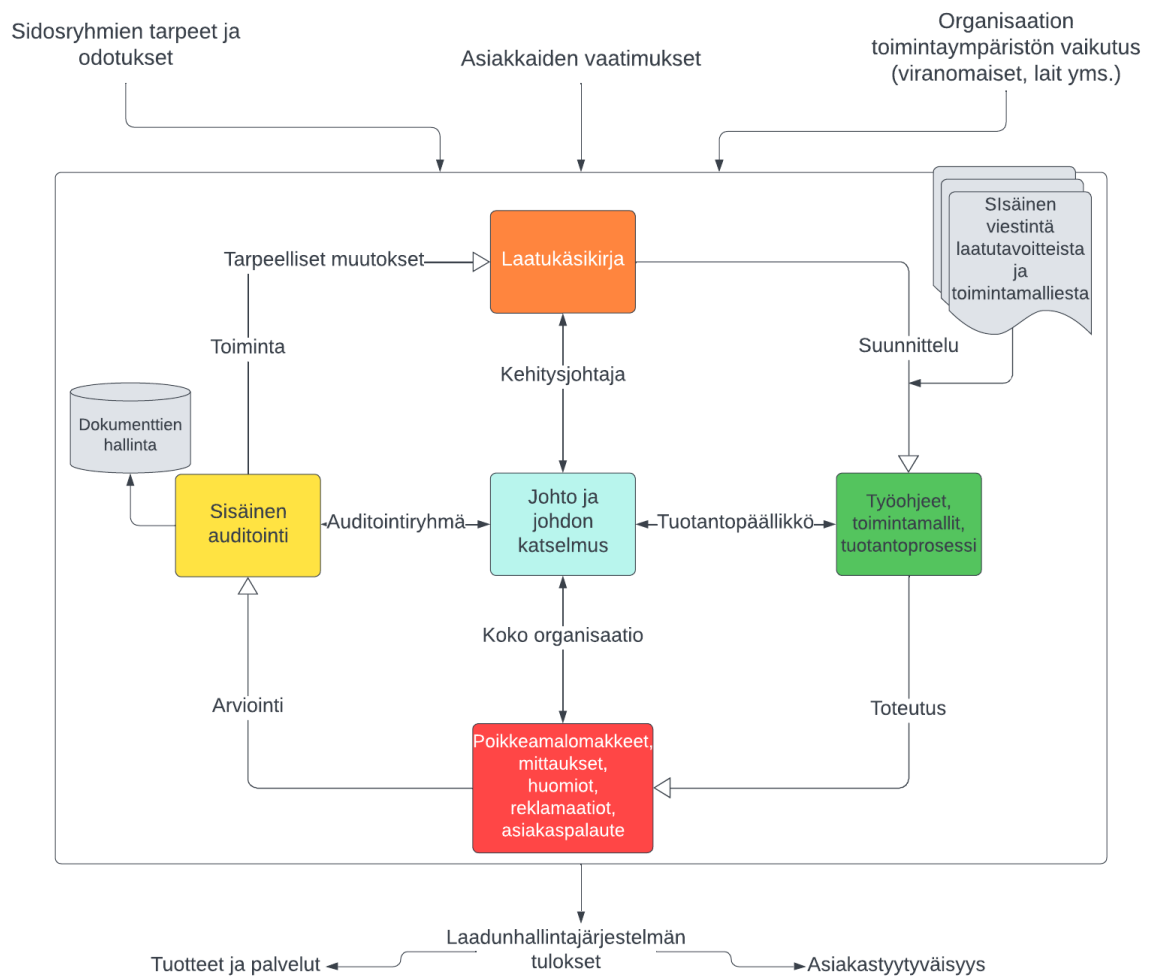 Sidosryhmien tarpeet ja
odotukset
Asiakkaiden vaatimukset
Organisaation
toimintaympäristön vaikutus
(viranomaiset, lait yms.)
SIsäinen
viestintä
laatutavoitteista
ja
toimintamalliesta
Tarpeelliset muutokset
Laatukäsikirja
Toiminta
Kehitysjohtaja
Suunnittelu
Dokumenttien
hallinta
Sisäinen
auditointi
Auditointiryhmä
Johto ja
johdon
katselmus
Tuotantopäällikkö
Työohjeet,
toimintamallit,
tuotantoprosessi
Koko organisaatio
Arviointi
Toteutus
Poikkeamalomakkeet,
mittaukset,
huomiot,
reklamaatiot,
asiakaspalaute
Laadunhallintajärjestelmän
tulokset
Tuotteet ja palvelut
Asiakastyytyväisyys